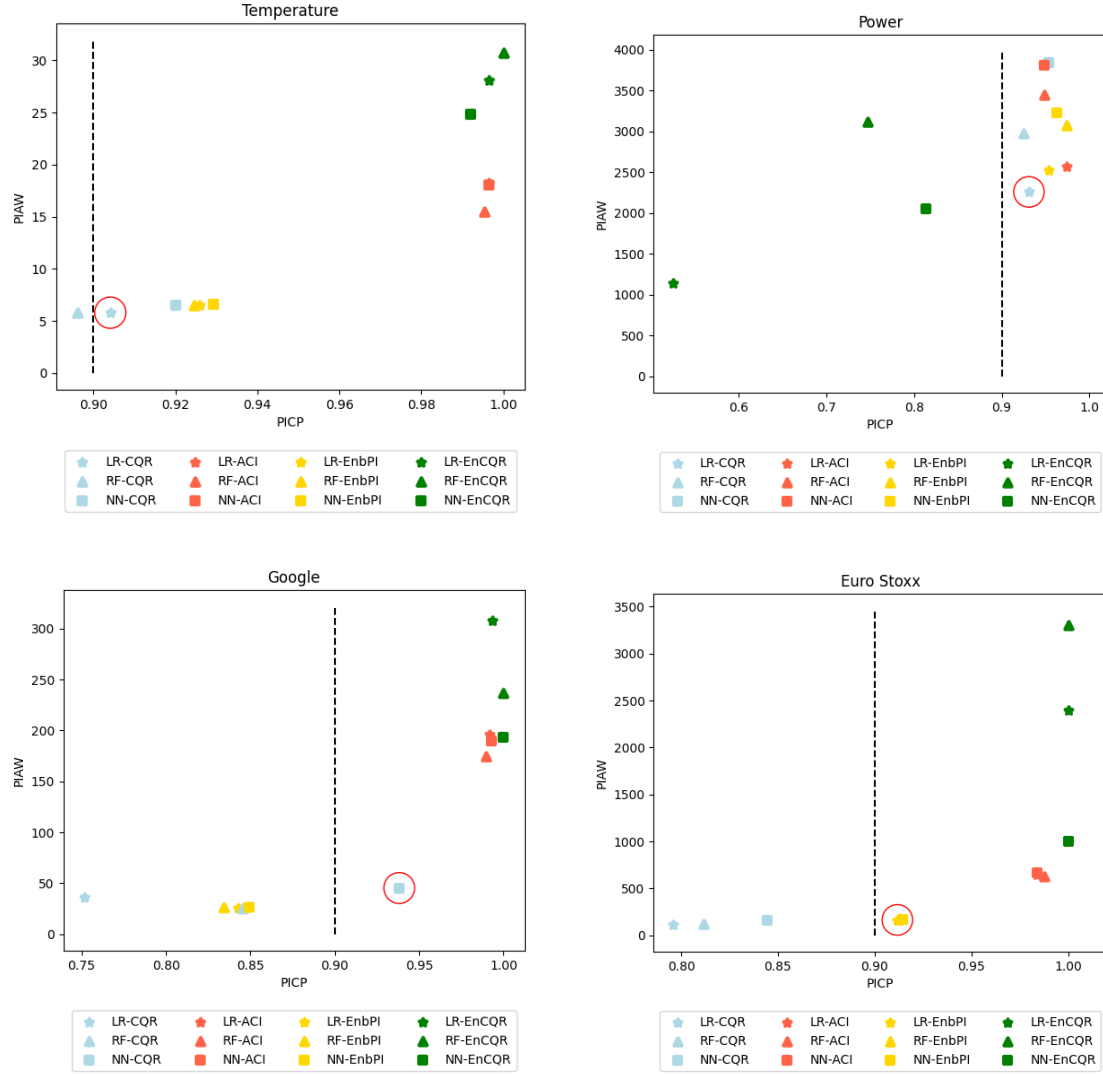 Temperature
PIAW
30
25
20
15
10
5
0
0.90 0.92 0.94 0.96 0.98 1.00
PICP
LR-CQR LR-ACI LR-EnbPI LR-EnCQR
RF-CQR RF-ACI RF-EnbPI RF-EnCQR
NN-CQR NN-ACI NN-EnbPI NN-EnCQR
Power
PIAW
4000
3500
3000
2500
2000
1500
1000
500
0
0.6 0.7 0.8 0.9 1.0
PICP
LR-CQR LR-ACI LR-EnbPI LR-EnCQR
RF-CQR RF-ACI RF-EnbPI RF-EnCQR
NN-CQR NN-ACI NN-EnbPI NN-EnCQR
Google
PIAW
300
250
200
150
100
50
0
0.75 0.80 0.85 0.90 0.95 1.00
PICP
LR-CQR LR-ACI LR-EnbPI LR-EnCQR
RF-CQR RF-ACI RF-EnbPI RF-EnCQR
NN-CQR NN-ACI NN-EnbPI NN-EnCQR
Euro Stoxx
PIAW
3500
3000
2500
2000
1500
1000
500
0
0.80 0.85 0.90 0.95 1.00
PICP
LR-CQR LR-ACI LR-EnbPI LR-EnCQR
RF-CQR RF-ACI RF-EnbPI RF-EnCQR
NN-CQR NN-ACI NN-EnbPI NN-EnCQR